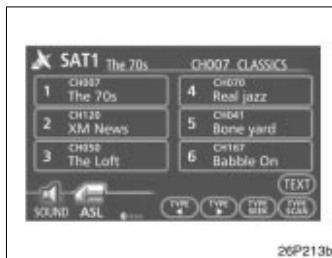 SAT1 The 70s CH007 CLASSICS
1 CH007 The 70s
4 CH070 Real jazz
2 CH120 XM News
5 CH041 Bone yard
3 CH050 The Loft
6 CH167 Babble On
TEXT
SOUND ASL TYPE TYPE TYPE SEEK TYPE SCAN
26P213b